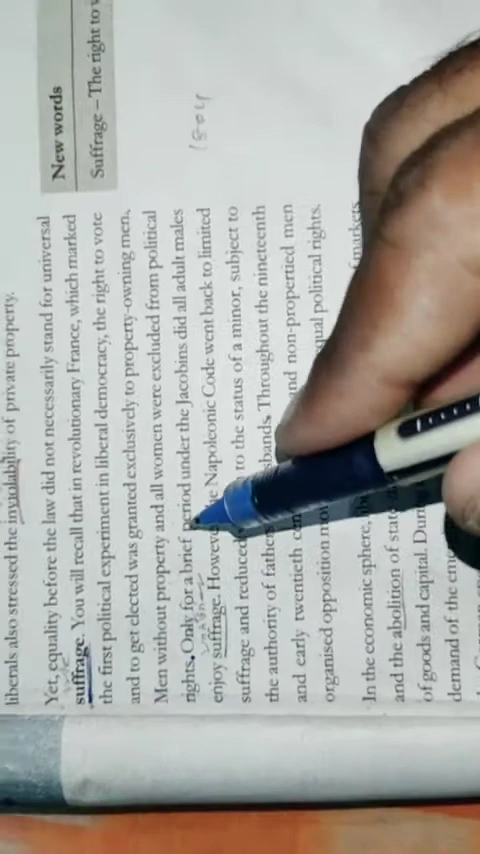 liberals also stressed the inviolability of private property.
Yet, equality before the law did not necessarily stand for universal
suffrage. You will recall that in revolutionary France, which marked
the first political experiment in liberal democracy, the right to vote
and to get elected was granted exclusively to property-owning men.
Men without property and all women were excluded from political
rights. Only for a brief period under the Jacobins did all adult males
enjoy suffrage. However, Napoleonic Code went back to limited
suffrage and reduced to the status of a minor, subject to
the authority of fathers Throughout the nineteenth
and early twentieth and non-propertied men
organised opposition equal political rights.
In the economic sphere, markets
and the abolition of
of goods and capital.
demand of the
New words
Suffrage – The right to
1804